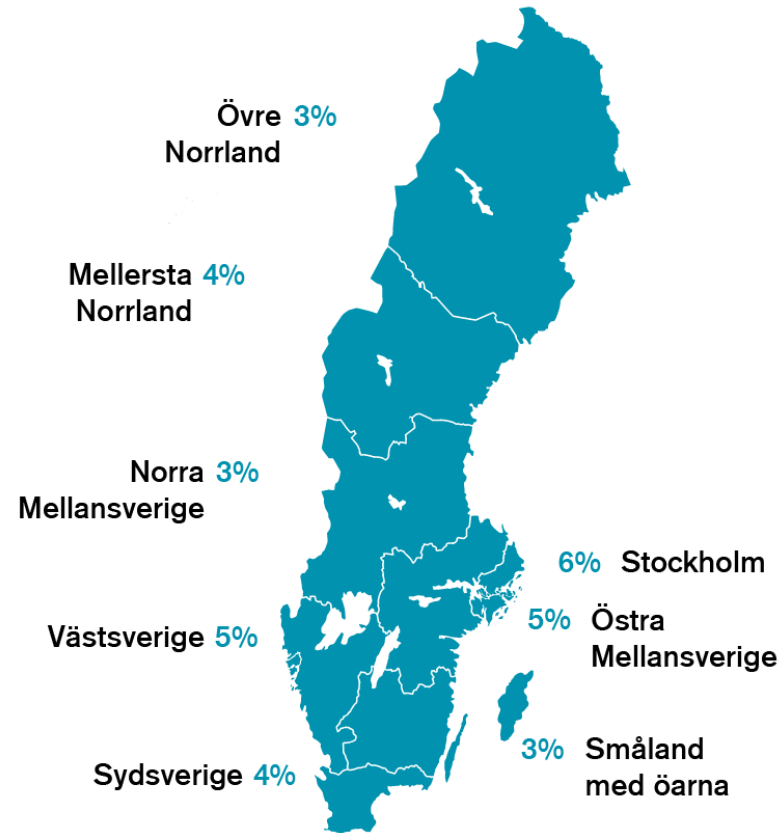 Övre 3%
Norrland
Mellersta 4%
Norrland
Norra 3%
Mellansverige
6% Stockholm
5% Östra
Mellansverige
Västsverige 5%
3% Småland
med öarna
Sydsverige 4%